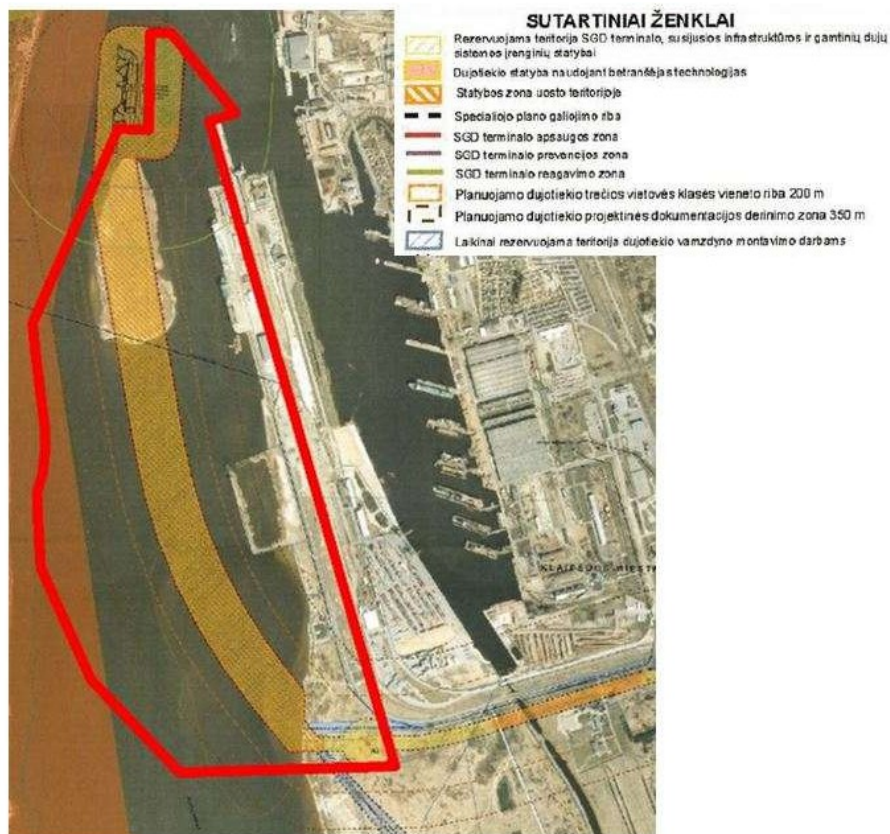 SUTARTINIAI ŽENKLAI
Rezervuojama teritorija SGD terminalo, susijusios infrastruktūros ir gamtinių dujų
sistemos įrenginių statybai
Dujotiekio statyba naudojant betranšėjas technologijas
Statybos zona uosto teritorijoje
Specialiojo plano galiojimo riba
SGD terminalo apsaugos zona
SGD terminalo prevencijos zona
SGD terminalo reagavimo zona
Planuojamo dujotiekio trečios vietovės klasės vieneto riba 200 m
Planuojamo dujotiekio projektinės dokumentacijos derinimo zona 350 m
Laikinai rezervuojama teritorija dujotiekio vamzdyno montavimo darbams